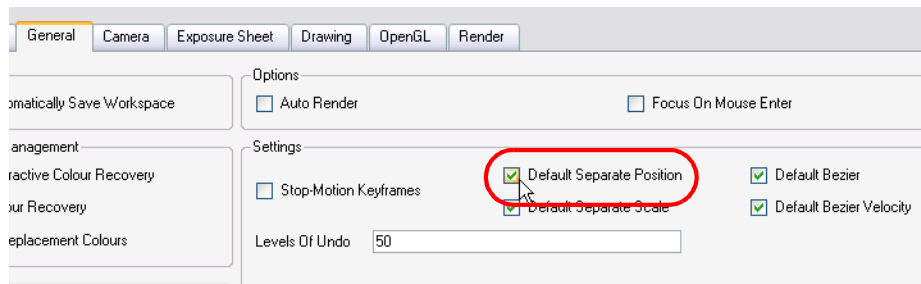 General Camera Exposure Sheet Drawing OpenGL Render
Options
omatically Save Workspace
Auto Render
Focus On Mouse Enter
anagement
Settings
ractive Colour Recovery
Default Separate Position
Default Bezier
Stop-Motion Keyframes
our Recovery
Default Separate Scale
Default Bezier Velocity
eplacement Colours
Levels Of Undo 50